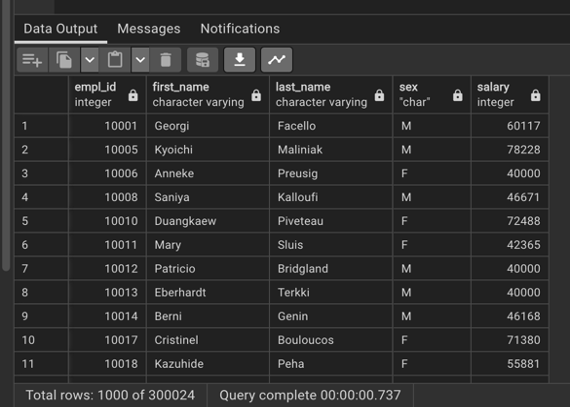 Data Output Messages Notifications
empl_id first_name last_name sex salary
integer character varying character varying "char" integer
1 10001 Georgi Facello M 60117
2 10005 Kyoichi Maliniak M 78228
3 10006 Anneke Preusig F 40000
4 10008 Saniya Kalloufi M 46671
5 10010 Duangkaew Piveteau F 72488
6 10011 Mary Sluis F 42365
7 10012 Patricio Bridgland M 40000
8 10013 Eberhardt Terkki M 40000
9 10014 Berni Genin M 46168
10 10017 Cristinel Bouloucos F 71380
11 10018 Kazuhide Peha F 55881
Total rows: 1000 of 300024 Query complete 00:00:00.737